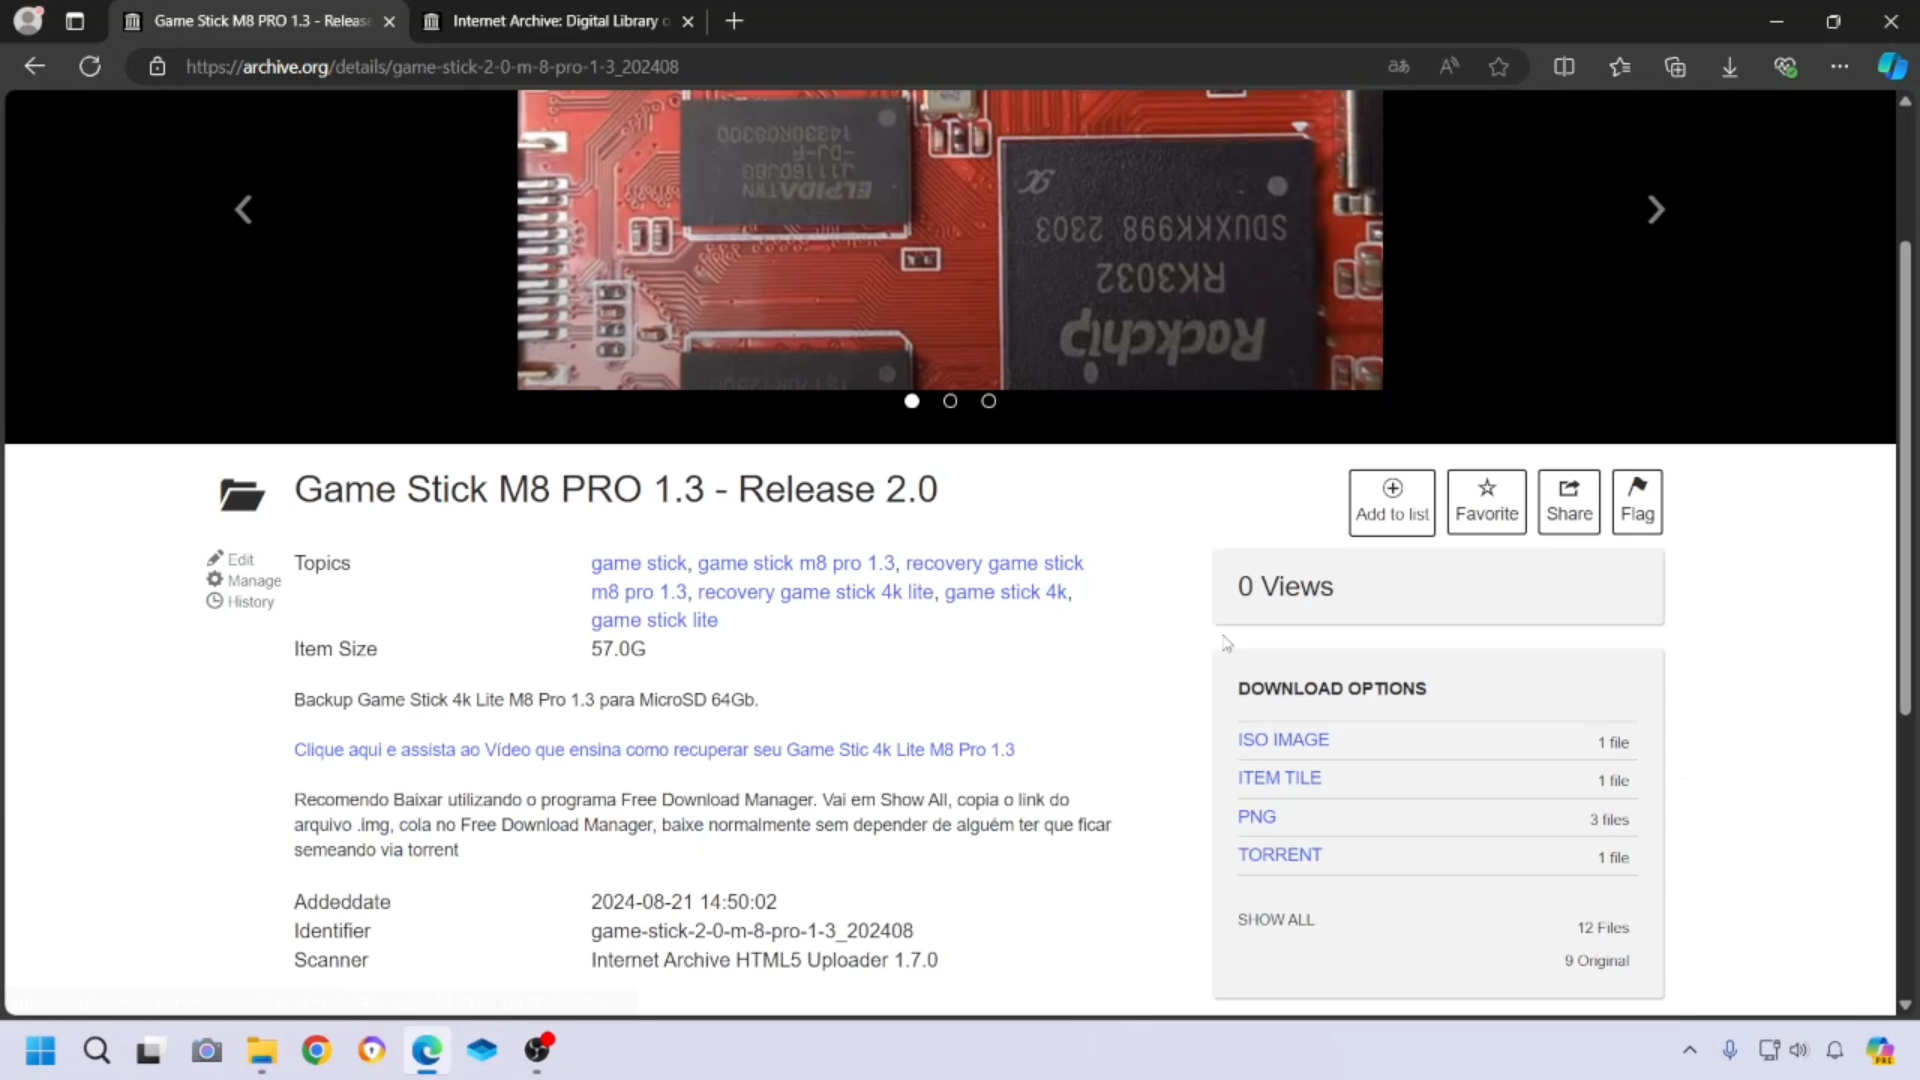 Game Stick M8 PRO 1.3 - Releas
Internet Archive: Digital Library o
https://archive.org/details/game-stick-2-0-m-8-pro-1-3_202408
14330R08300
-DJ-F
J1116DJBG
ELPIDA TWN
SDUXKK998 2303
RK3032
Rockchip
Game Stick M8 PRO 1.3 - Release 2.0
Add to list
Favorite
Share
Flag
Edit
Manage
History
Topics
game stick, game stick m8 pro 1.3, recovery game stick
m8 pro 1.3, recovery game stick 4k lite, game stick 4k,
game stick lite
Item Size
57.0G
Backup Game Stick 4k Lite M8 Pro 1.3 para MicroSD 64Gb.
Clique aqui e assista ao Vídeo que ensina como recuperar seu Game Stic 4k Lite M8 Pro 1.3
Recomendo Baixar utilizando o programa Free Download Manager. Vai em Show All, copia o link do
arquivo .img, cola no Free Download Manager, baixe normalmente sem depender de alguém ter que ficar
semeando via torrent
Addeddate
2024-08-21 14:50:02
Identifier
game-stick-2-0-m-8-pro-1-3_202408
Scanner
Internet Archive HTML5 Uploader 1.7.0
0 Views
DOWNLOAD OPTIONS
ISO IMAGE
1 file
ITEM TILE
1 file
PNG
3 files
TORRENT
1 file
SHOW ALL
12 Files
9 Original